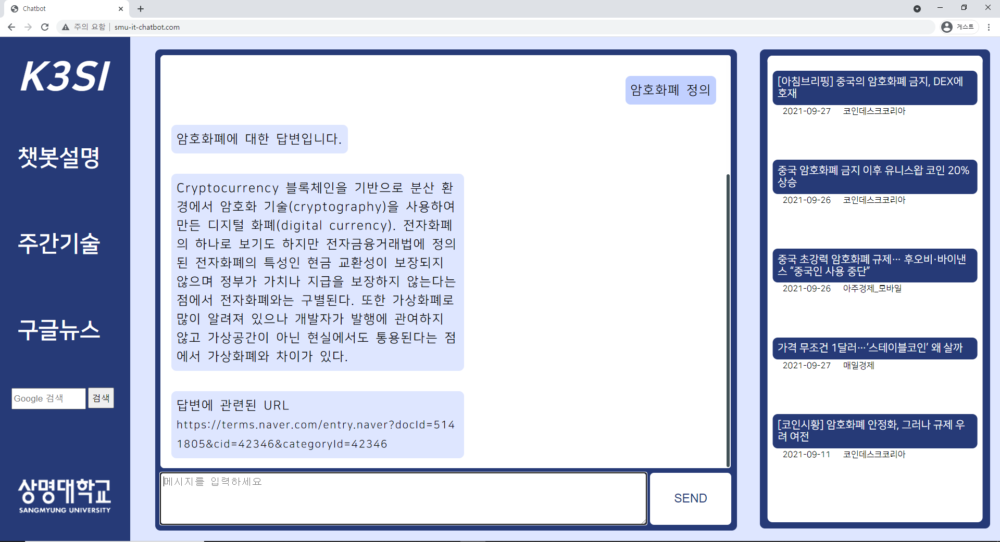 Chatbot
주의 요함
smu-it-chatbot.com
게스트
K3SI
챗봇설명
주간기술
구글뉴스
Google 검색
검색
상명대학교
SANGMYUNG UNIVERSITY
암호화폐 정의
암호화폐에 대한 답변입니다.
Cryptocurrency 블록체인을 기반으로 분산 환
경에서 암호화 기술(cryptography)을 사용하여
만든 디지털 화폐(digital currency). 전자화폐
의 하나로 보기도 하지만 전자금융거래법에 정의
된 전자화폐의 특성인 현금 교환성이 보장되지
않으며 정부가 가치나 지급을 보장하지 않는다는
점에서 전자화폐와는 구별된다. 또한 가상화폐로
많이 알려져 있으나 개발자가 발행에 관여하지
않고 가상공간이 아닌 현실에서도 통용된다는 점
에서 가상화폐와 차이가 있다.
답변에 관련된 URL
https://terms.naver.com/entry.naver?docId=514
1805&cid=42346&categoryId=42346
메시지를 입력하세요
SEND
[아침브리핑] 중국의 암호화폐 금지, DEX에
호재
2021-09-27 코인데스크코리아
중국 암호화폐 금지 이후 유니스왑 코인 20%
상승
2021-09-26 코인데스크코리아
중국 초강력 암호화폐 규제… 후오비·바이낸
스 “중국인 사용 중단”
2021-09-26 아주경제_모바일
가격 무조건 1달러…‘스테이블코인’ 왜 살까
2021-09-27 매일경제
[코인시황] 암호화폐 안정화, 그러나 규제 우
려 여전
2021-09-11 코인데스크코리아